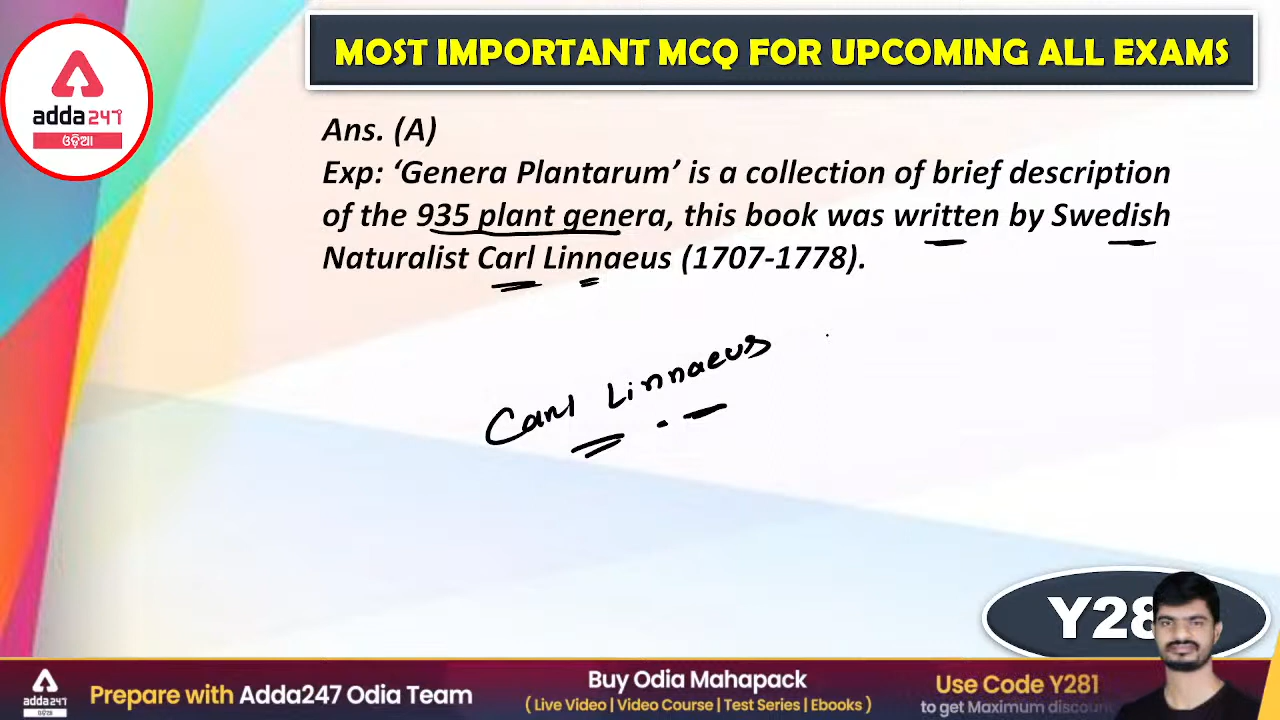 adda247
ଓଡ଼ିଆ
MOST IMPORTANT MCQ FOR UPCOMING ALL EXAMS
Ans. (A)
Exp: ‘Genera Plantarum’ is a collection of brief description
of the 935 plant genera, this book was written by Swedish
Naturalist Carl Linnaeus (1707-1778).
Carl Linnaeus
adda247
ଓଡ଼ିଆ
Prepare with Adda247 Odia Team
Buy Odia Mahapack
( Live Video | Video Course | Test Series | Ebooks )
Use Code Y281
to get Maximum